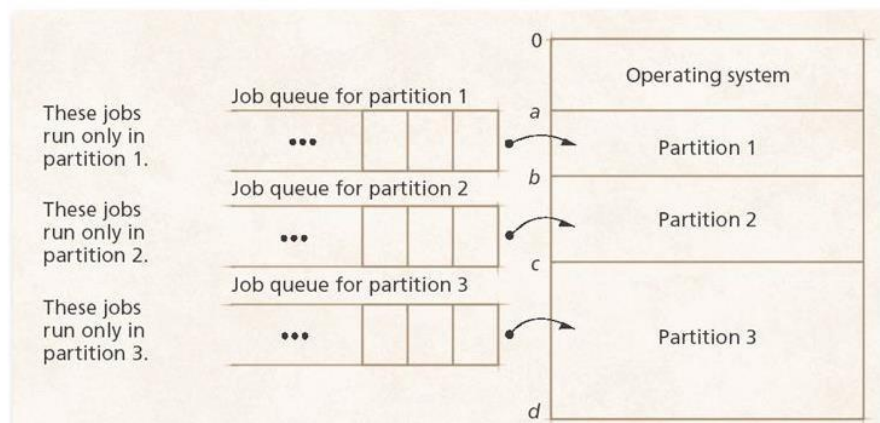 0
Operating system
Job queue for partition 1
These jobs
run only in
partition 1.
a
Partition 1
b
Job queue for partition 2
These jobs
run only in
partition 2.
Partition 2
c
Job queue for partition 3
These jobs
run only in
partition 3.
Partition 3
d